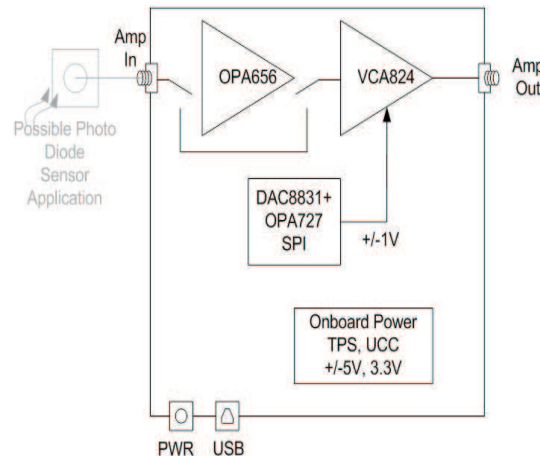 Amp
In
OPA656
VCA824
Amp
Out
Possible Photo
Diode
Sensor
Application
DAC8831+
OPA727
SPI
+/-1V
Onboard Power
TPS, UCC
+/-5V, 3.3V
PWR
USB